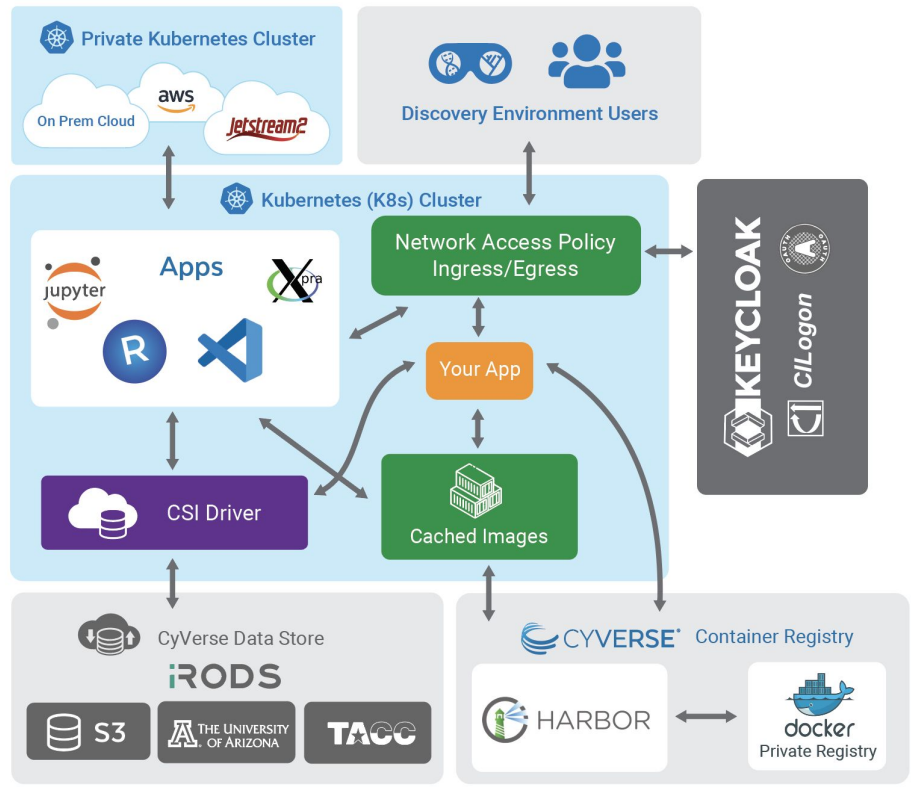 Private Kubernetes Cluster
On Prem Cloud
aws
Jetstream2
Discovery Environment Users
Kubernetes (K8s) Cluster
Apps
jupyter
Xpra
R
Network Access Policy
Ingress/Egress
Your App
CSI Driver
Cached Images
KEYCLOAK
OAUTH
A
OAUTH
CILogon
CyVerse Data Store
iRODS
S3
A
THE UNIVERSITY
OF ARIZONA
TACC
CYVERSE®
Container Registry
HARBOR
docker
Private Registry